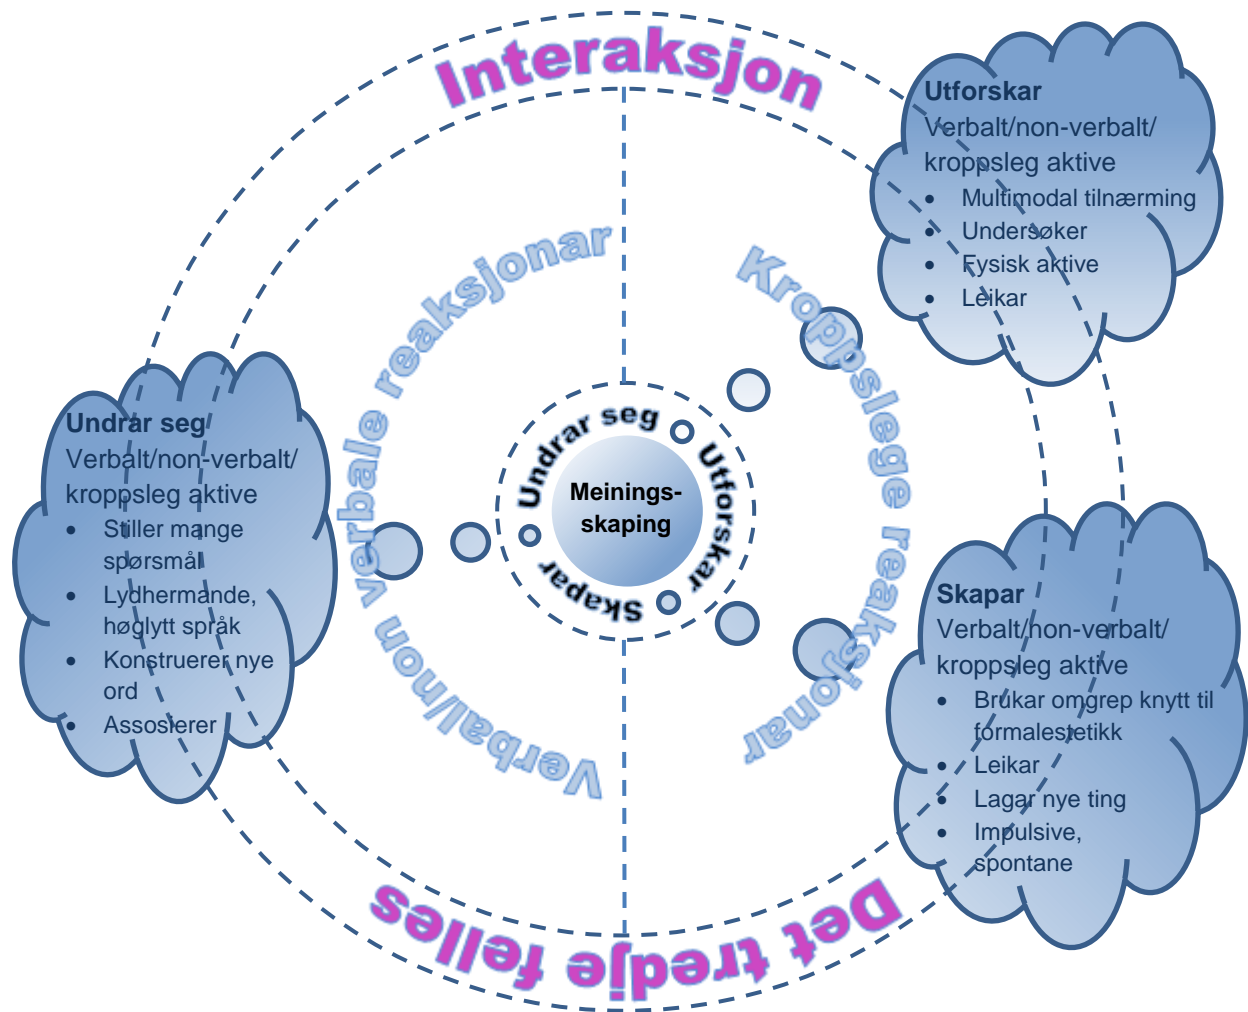 Interaksjon
Utforskar
Verbalt/non-verbalt/
kroppsleg aktive
• Multimodal tilnærming
• Undersøker
• Fysisk aktive
• Leikar
Verbal/non verbale reaksjonar
Kroppslege reaksjonar
Undrar seg
Utforskar
Skapar
Meinings-
skaping
Undrar seg
Verbalt/non-verbalt/
kroppsleg aktive
• Stiller mange
spørsmål
• Lydhermande,
høglytt språk
• Konstruerer nye
ord
• Assosierer
Skapar
Verbalt/non-verbalt/
kroppsleg aktive
• Brukar omgrep knytt til
formalestetikk
• Leikar
• Lagar nye ting
• Impulsive,
spontane
Det tredje felles